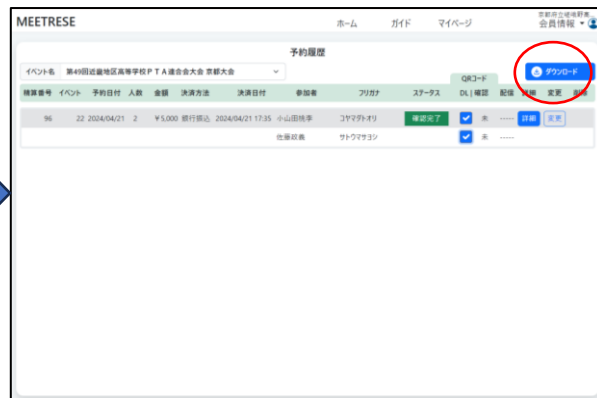 MEETRESE ホーム ガイド マイページ 京都府立嵯峨野高...
会員情報
予約履歴
イベント名 第49回近畿地区高等学校PTA連合会大会 京都大会 ダウンロード
QRコード
精算番号 イベント 予約日付 人数 金額 決済方法 決済日付 参加者 フリガナ ステータス DL | 確認 配信 詳細 変更 削除
96 22 2024/04/21 2 ￥5,000 銀行振込 2024/04/21 17:35 小山田桃季 コヤマダトオリ 確認完了 未 ----- 詳細 変更
佐藤政義 サトウマサヨシ 未 -----